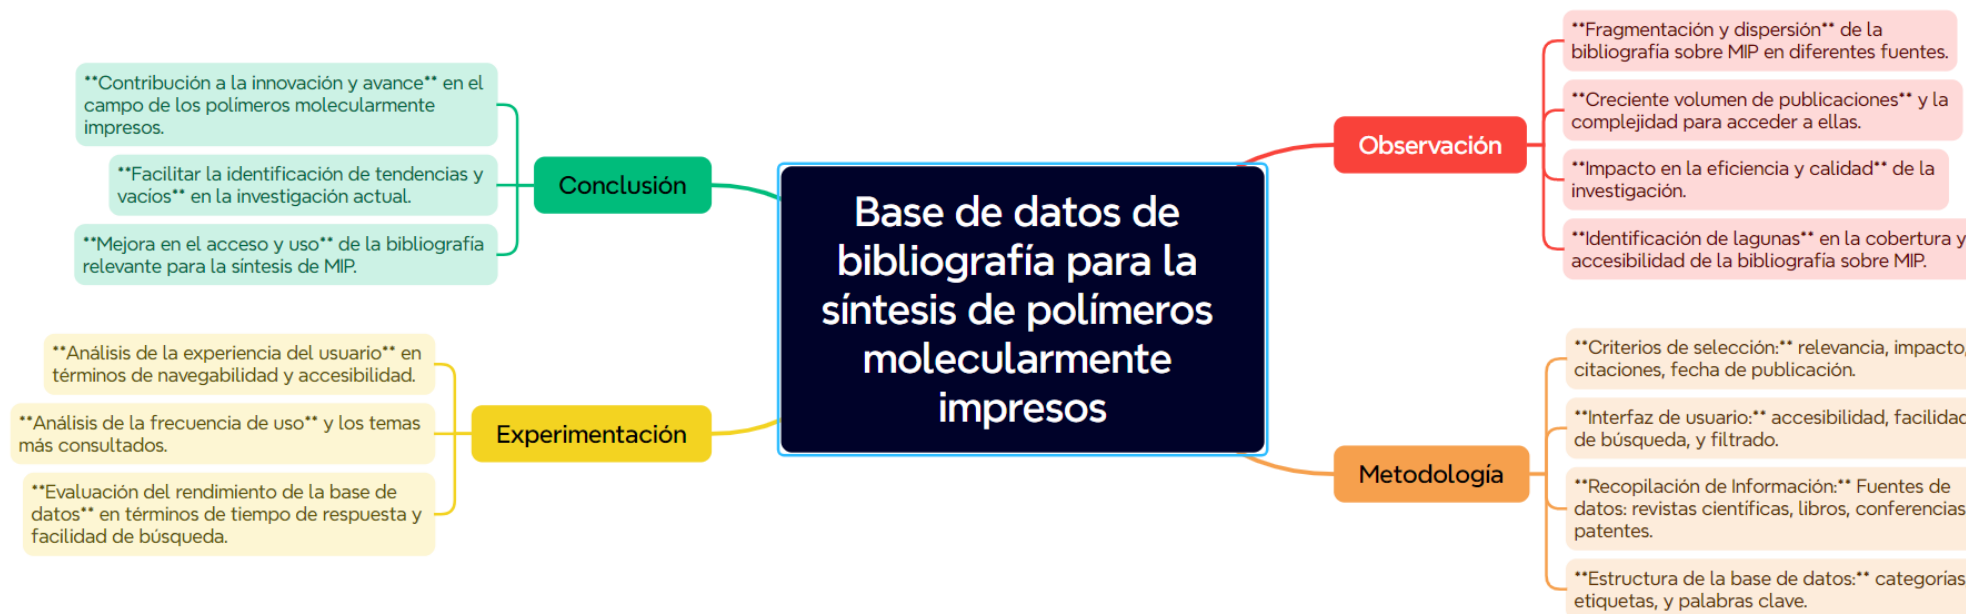 Base de datos de
bibliografía para la
síntesis de polímeros
molecularmente
impresos
Observación
**Fragmentación y dispersión** de la
bibliografía sobre MIP en diferentes fuentes.
**Creciente volumen de publicaciones** y la
complejidad para acceder a ellas.
**Impacto en la eficiencia y calidad** de la
investigación.
**Identificación de lagunas** en la cobertura y
accesibilidad de la bibliografía sobre MIP.
Metodología
**Criterios de selección:** relevancia, impacto,
citaciones, fecha de publicación.
**Interfaz de usuario:** accesibilidad, facilidad
de búsqueda, y filtrado.
**Recopilación de Información:** Fuentes de
datos: revistas científicas, libros, conferencias
patentes.
**Estructura de la base de datos:** categorías
etiquetas, y palabras clave.
Conclusión
**Contribución a la innovación y avance** en el
campo de los polímeros molecularmente
impresos.
**Facilitar la identificación de tendencias y
vacíos** en la investigación actual.
**Mejora en el acceso y uso** de la bibliografía
relevante para la síntesis de MIP.
Experimentación
**Análisis de la experiencia del usuario** en
términos de navegabilidad y accesibilidad.
**Análisis de la frecuencia de uso** y los temas
más consultados.
**Evaluación del rendimiento de la base de
datos** en términos de tiempo de respuesta y
facilidad de búsqueda.